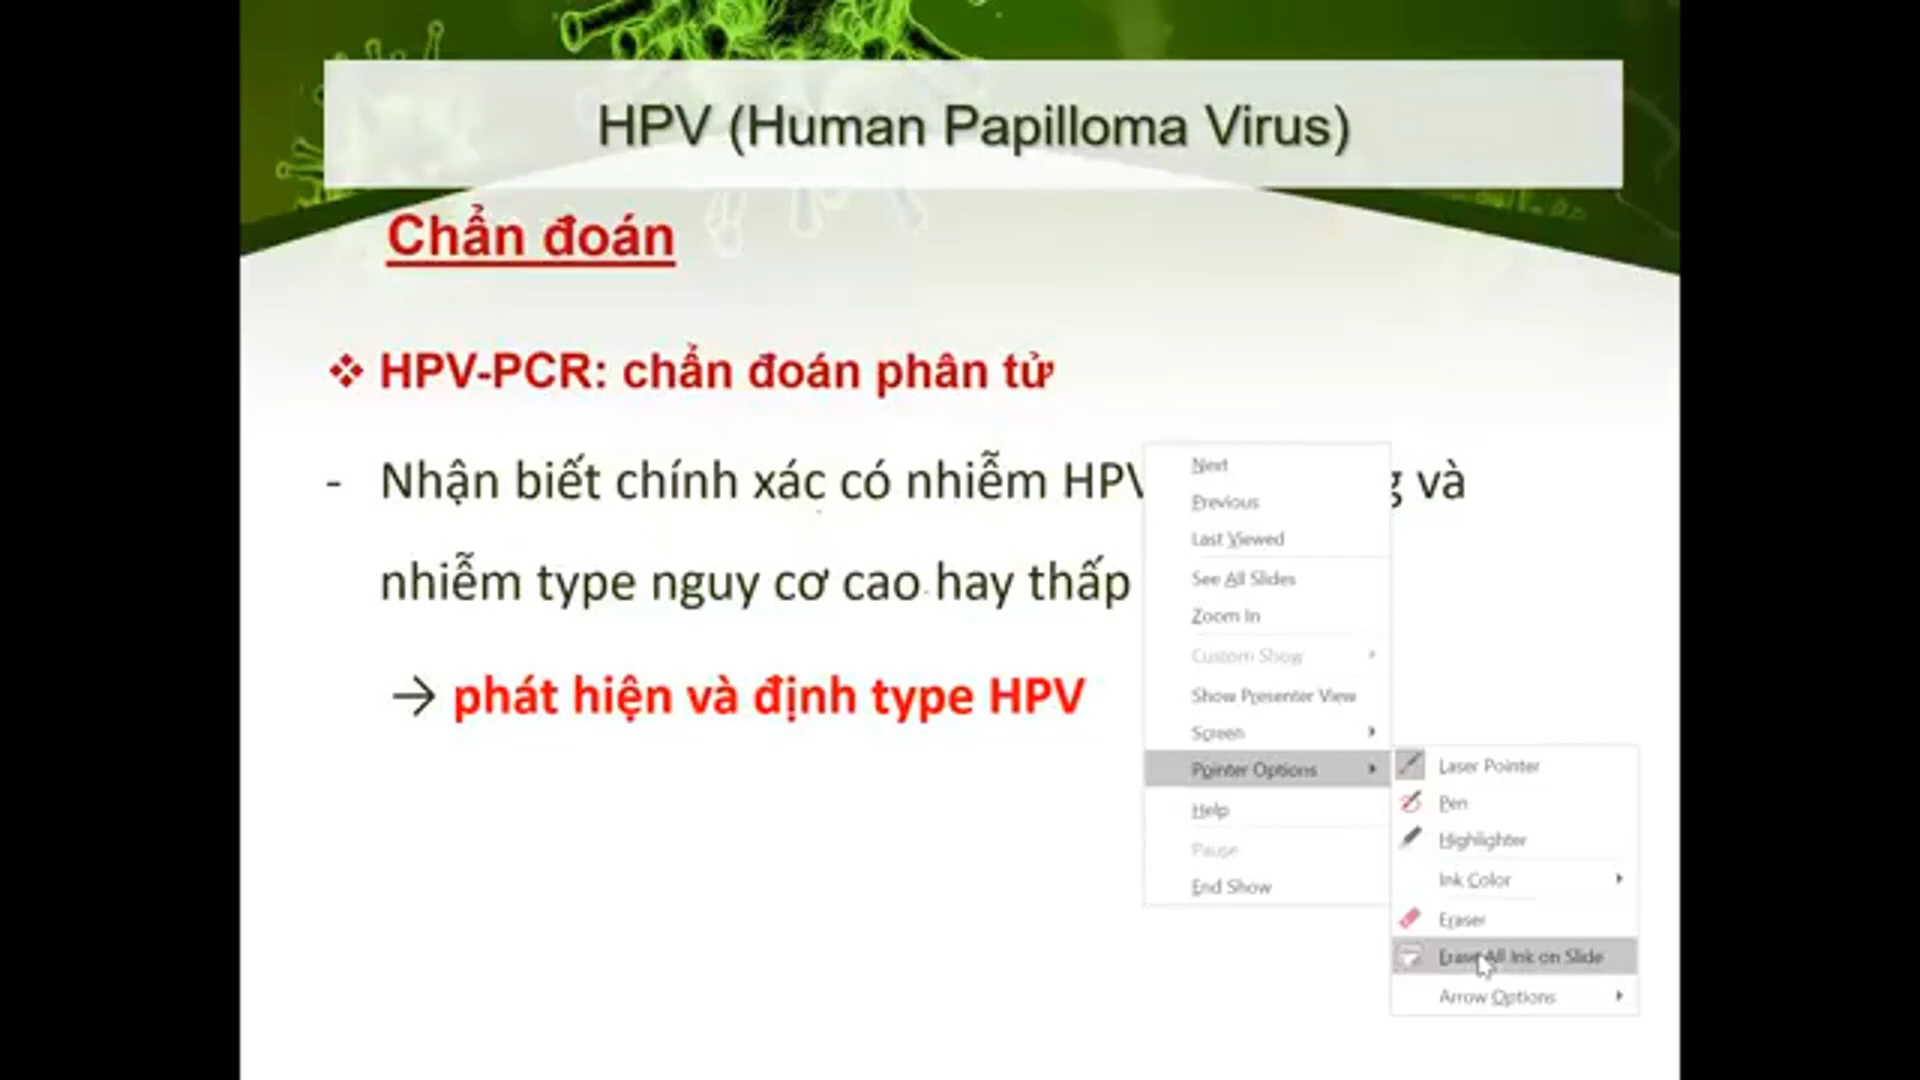 HPV (Human Papilloma Virus)
Chẩn đoán
❖ HPV-PCR: chẩn đoán phân tử
- Nhận biết chính xác có nhiễm HPV và
nhiễm type nguy cơ cao hay thấp
→ phát hiện và định type HPV
Next
Previous
Last Viewed
See All Slides
Zoom In
Custom Show
Show Presenter View
Screen
Pointer Options
Help
Pause
End Show
Laser Pointer
Pen
Highlighter
Ink Color
Eraser
Erase All Ink on Slide
Arrow Options